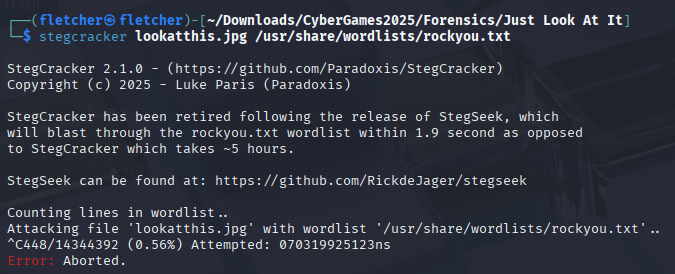 ┌──(fletcher㉿fletcher)-[~/Downloads/CyberGames2025/Forensics/Just Look At It]
└─$ stegcracker lookatthis.jpg /usr/share/wordlists/rockyou.txt
StegCracker 2.1.0 - (https://github.com/Paradoxis/StegCracker)
Copyright (c) 2025 - Luke Paris (Paradoxis)
StegCracker has been retired following the release of StegSeek, which
will blast through the rockyou.txt wordlist within 1.9 second as opposed
to StegCracker which takes ~5 hours.
StegSeek can be found at: https://github.com/RickdeJager/stegseek
Counting lines in wordlist..
Attacking file 'lookatthis.jpg' with wordlist '/usr/share/wordlists/rockyou.txt'..
^C448/14344392 (0.56%) Attempted: 070319925123ns
Error: Aborted.